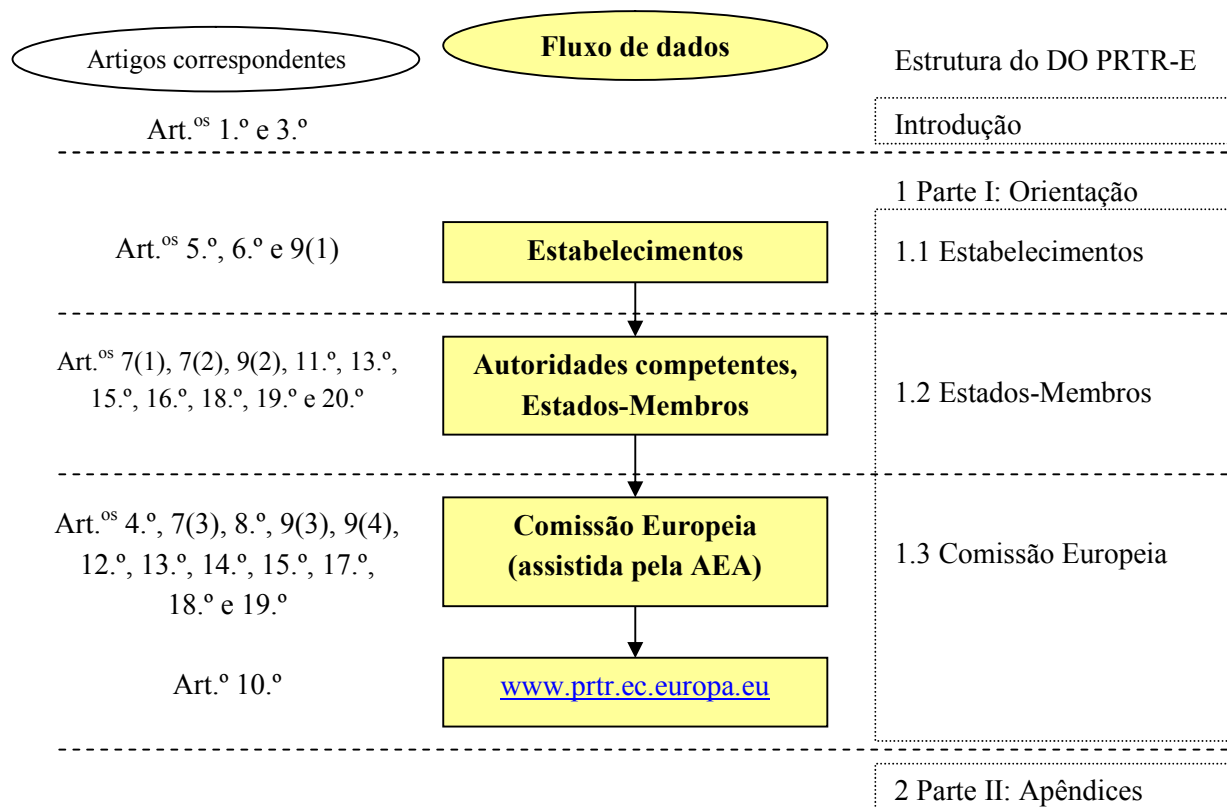 Artigos correspondentes
Fluxo de dados
Estrutura do DO PRTR-E
Art.os 1.º e 3.º
Introdução
1 Parte I: Orientação
Art.os 5.º, 6.º e 9(1)
Estabelecimentos
1.1 Estabelecimentos
Art.os 7(1), 7(2), 9(2), 11.º, 13.º,
15.º, 16.º, 18.º, 19.º e 20.º
Autoridades competentes,
Estados-Membros
1.2 Estados-Membros
Art.os 4.º, 7(3), 8.º, 9(3), 9(4),
12.º, 13.º, 14.º, 15.º, 17.º,
18.º e 19.º
Comissão Europeia
(assistida pela AEA)
1.3 Comissão Europeia
Art.º 10.º
www.prtr.ec.europa.eu
2 Parte II: Apêndices